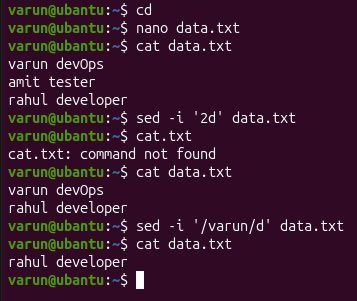 varun@ubantu:~$ cd
varun@ubantu:~$ nano data.txt
varun@ubantu:~$ cat data.txt
varun devOps
amit tester
rahul developer
varun@ubantu:~$ sed -i '2d' data.txt
varun@ubantu:~$ cat.txt
cat.txt: command not found
varun@ubantu:~$ cat data.txt
varun devOps
rahul developer
varun@ubantu:~$ sed -i '/varun/d' data.txt
varun@ubantu:~$ cat data.txt
rahul developer
varun@ubantu:~$